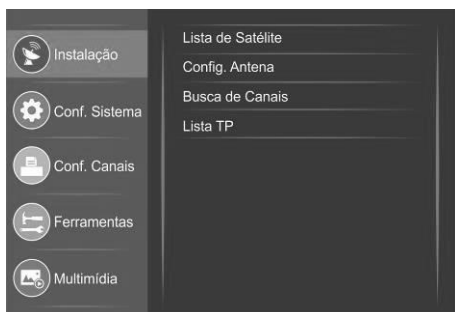 Instalação
Conf. Sistema
Conf. Canais
Ferramentas
Multimídia
Lista de Satélite
Config. Antena
Busca de Canais
Lista TP